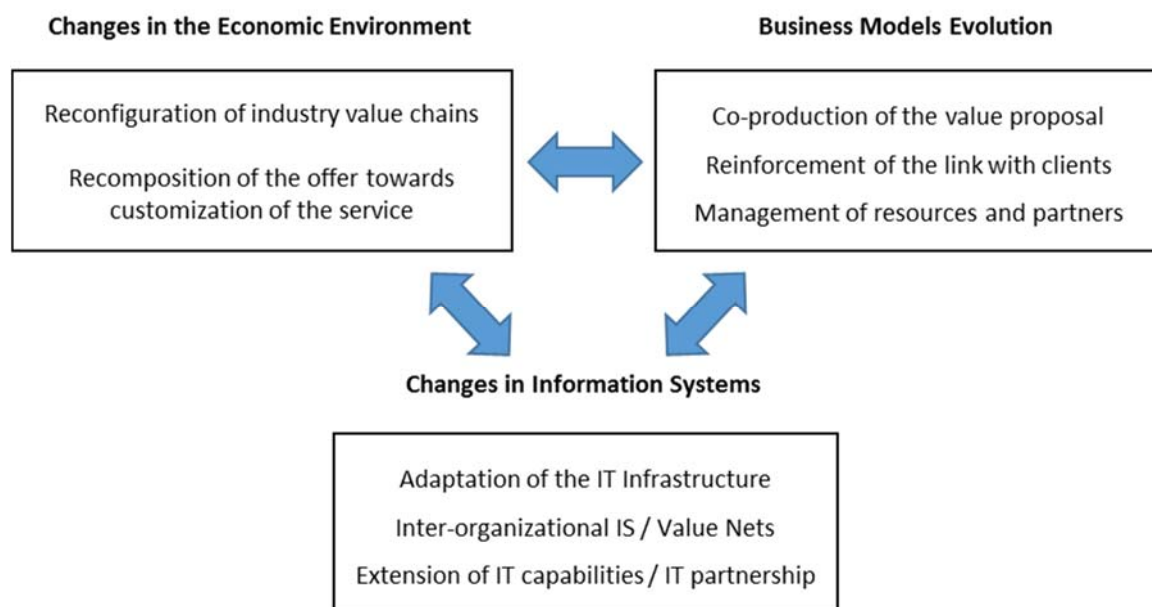 Changes in the Economic Environment
Reconfiguration of industry value chains
Recomposition of the offer towards
customization of the service
Business Models Evolution
Co-production of the value proposal
Reinforcement of the link with clients
Management of resources and partners
Changes in Information Systems
Adaptation of the IT Infrastructure
Inter-organizational IS / Value Nets
Extension of IT capabilities / IT partnership